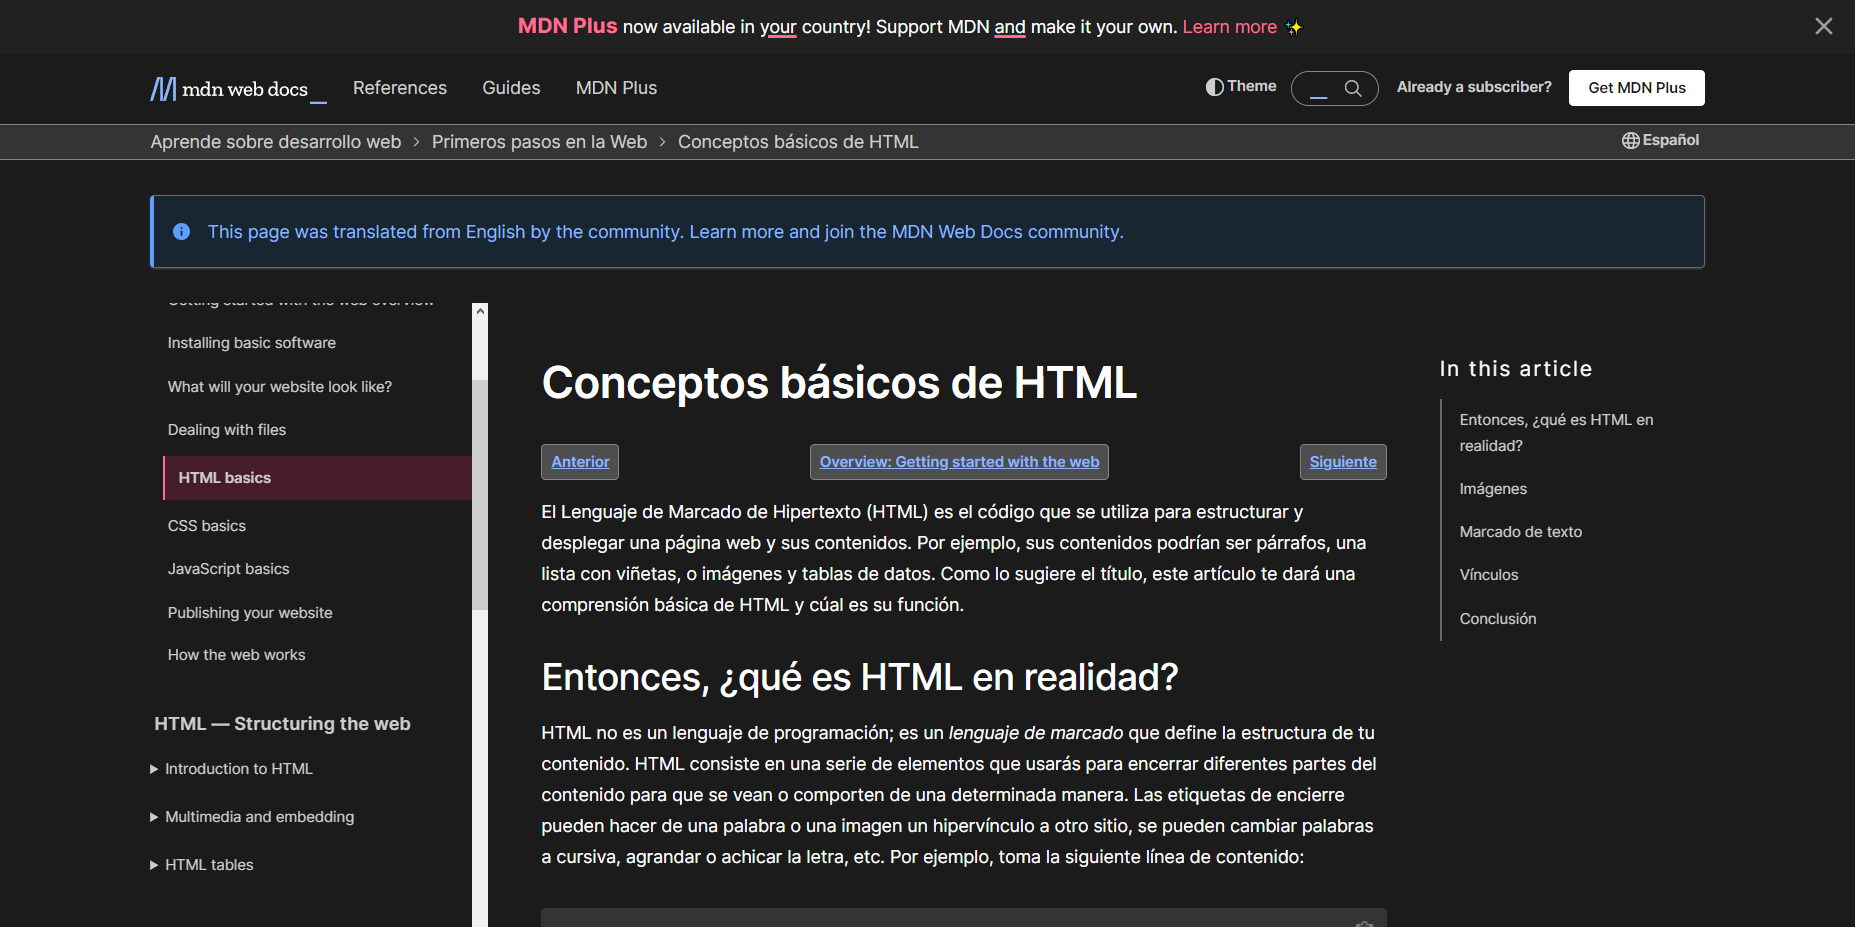 MDN Plus now available in your country! Support MDN and make it your own. Learn more ✨
mdn web docs_
References
Guides
MDN Plus
Theme
Already a subscriber?
Get MDN Plus
Aprende sobre desarrollo web > Primeros pasos en la Web > Conceptos básicos de HTML
Español
This page was translated from English by the community. Learn more and join the MDN Web Docs community.
Getting started with the web overview
Installing basic software
What will your website look like?
Dealing with files
HTML basics
CSS basics
JavaScript basics
Publishing your website
How the web works
HTML — Structuring the web
Introduction to HTML
Multimedia and embedding
HTML tables
Conceptos básicos de HTML
Anterior
Overview: Getting started with the web
Siguiente
El Lenguaje de Marcado de Hipertexto (HTML) es el código que se utiliza para estructurar y
desplegar una página web y sus contenidos. Por ejemplo, sus contenidos podrían ser párrafos, una
lista con viñetas, o imágenes y tablas de datos. Como lo sugiere el título, este artículo te dará una
comprensión básica de HTML y cúal es su función.
Entonces, ¿qué es HTML en realidad?
HTML no es un lenguaje de programación; es un lenguaje de marcado que define la estructura de tu
contenido. HTML consiste en una serie de elementos que usarás para encerrar diferentes partes del
contenido para que se vean o comporten de una determinada manera. Las etiquetas de encierre
pueden hacer de una palabra o una imagen un hipervínculo a otro sitio, se pueden cambiar palabras
a cursiva, agrandar o achicar la letra, etc. Por ejemplo, toma la siguiente línea de contenido:
In this article
Entonces, ¿qué es HTML en
realidad?
Imágenes
Marcado de texto
Vínculos
Conclusión